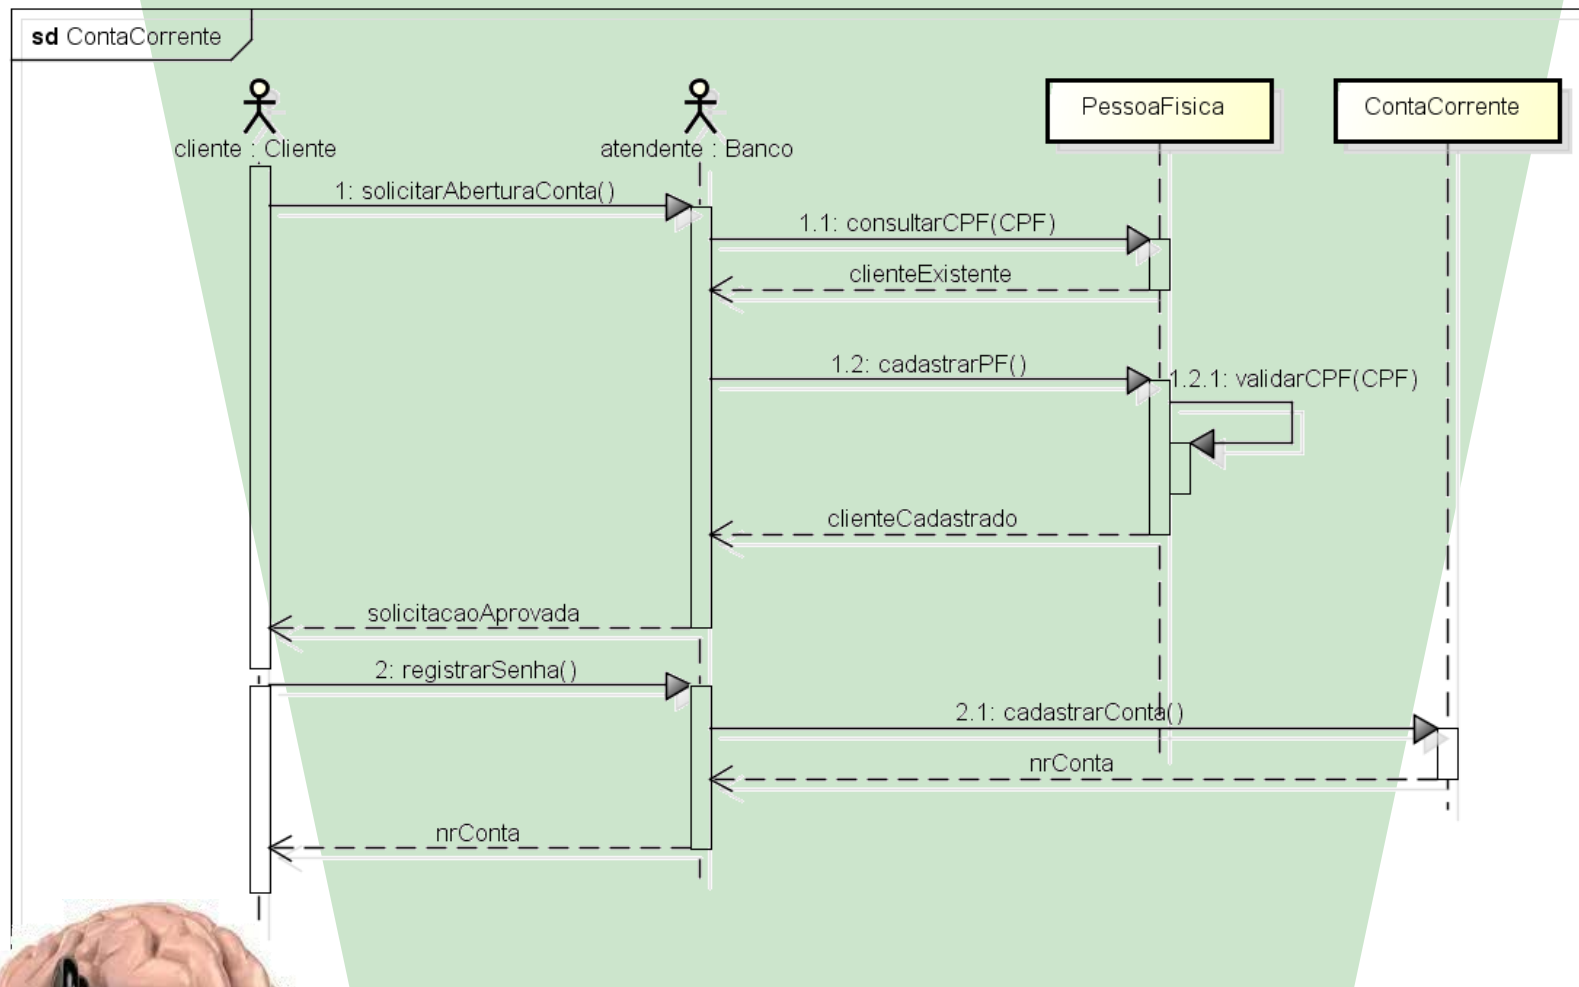 sd ContaCorrente
PessoaFisica
ContaCorrente
cliente : Cliente
atendente : Banco
1: solicitarAberturaConta()
1.1: consultarCPF(CPF)
clienteExistente
1.2: cadastrarPF()
1.2.1: validarCPF(CPF)
clienteCadastrado
solicitacaoAprovada
2: registrarSenha()
2.1: cadastrarConta()
nrConta
nrConta